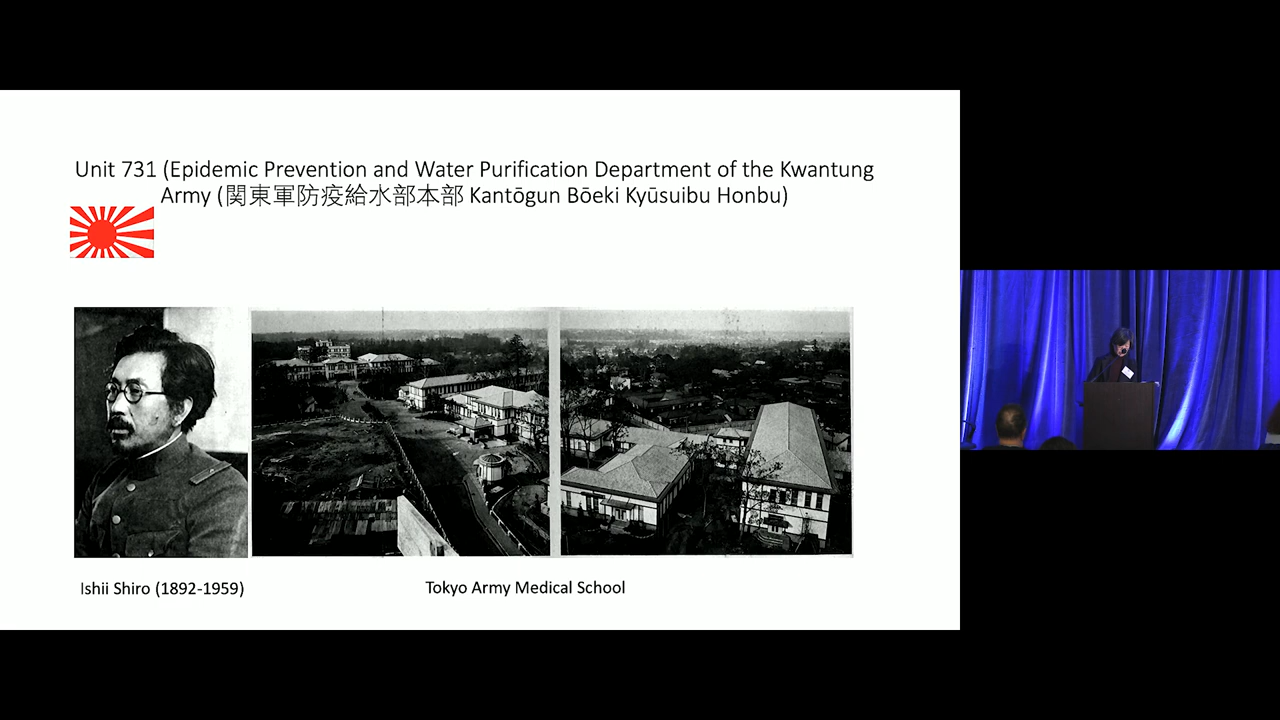 Unit 731 (Epidemic Prevention and Water Purification Department of the Kwantung
Army (関東軍防疫給水部本部 Kantōgun Bōeki Kyūsuibu Honbu)
Ishii Shiro (1892-1959)
Tokyo Army Medical School